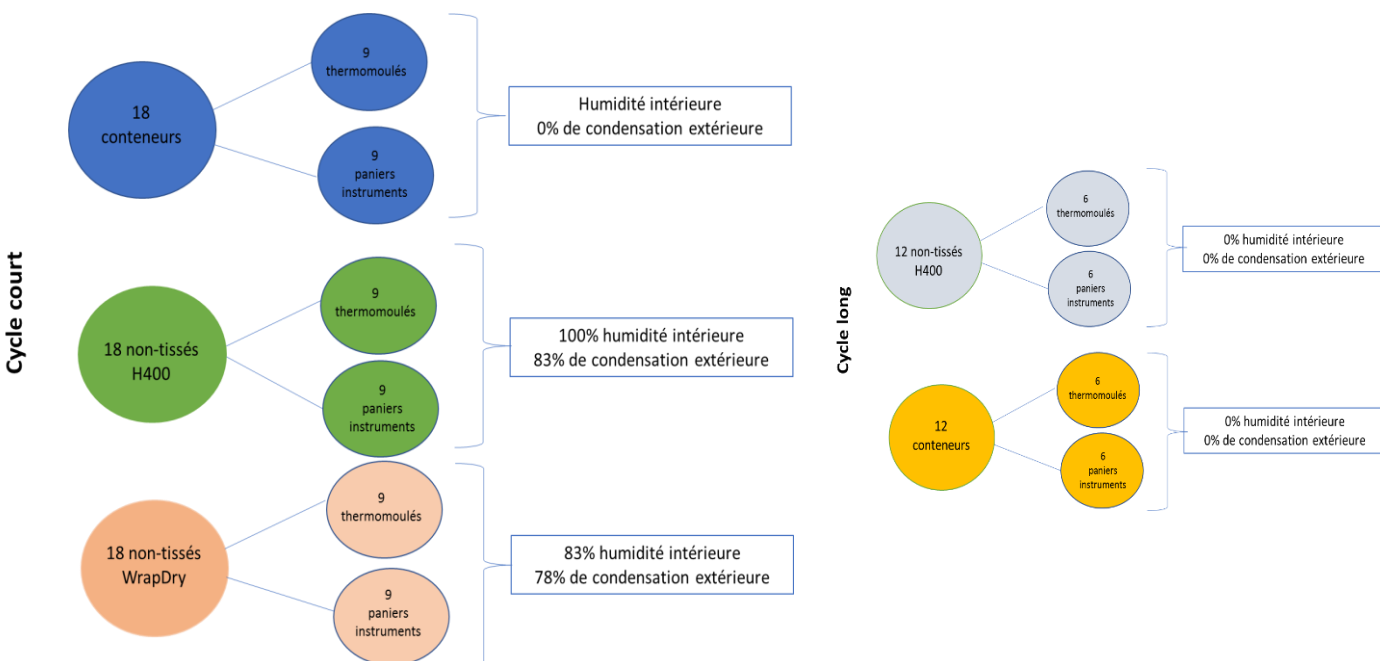 Cycle court
18
conteneurs
9
thermomoulés
9
paniers
instruments
Humidité intérieure
0% de condensation extérieure
18 non-tissés
H400
9
thermomoulés
9
paniers
instruments
100% humidité intérieure
83% de condensation extérieure
18 non-tissés
WrapDry
9
thermomoulés
9
paniers
instruments
83% humidité intérieure
78% de condensation extérieure
Cycle long
12 non-tissés
H400
6
thermomoulés
6
paniers
instruments
0% humidité intérieure
0% de condensation extérieure
12
conteneurs
6
thermomoulés
6
paniers
instruments
0% humidité intérieure
0% de condensation extérieure